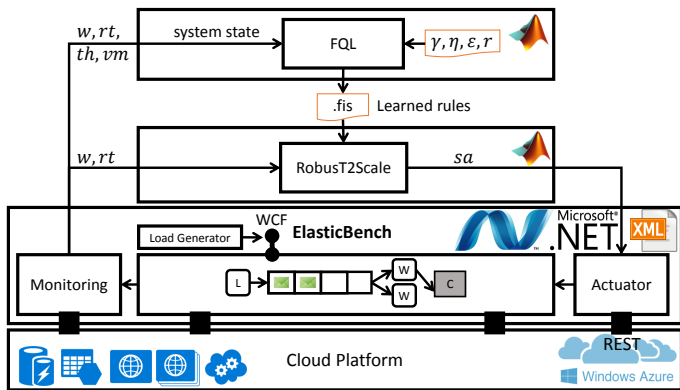 w, rt,
th, vm
system state
FQL
γ, η, ε, r
.fis
Learned rules
w, rt
RobusT2Scale
sa
WCF
Load Generator
ElasticBench
Microsoft®
.NET
™
XML
Monitoring
L
W
W
C
Actuator
Cloud Platform
REST
Windows Azure